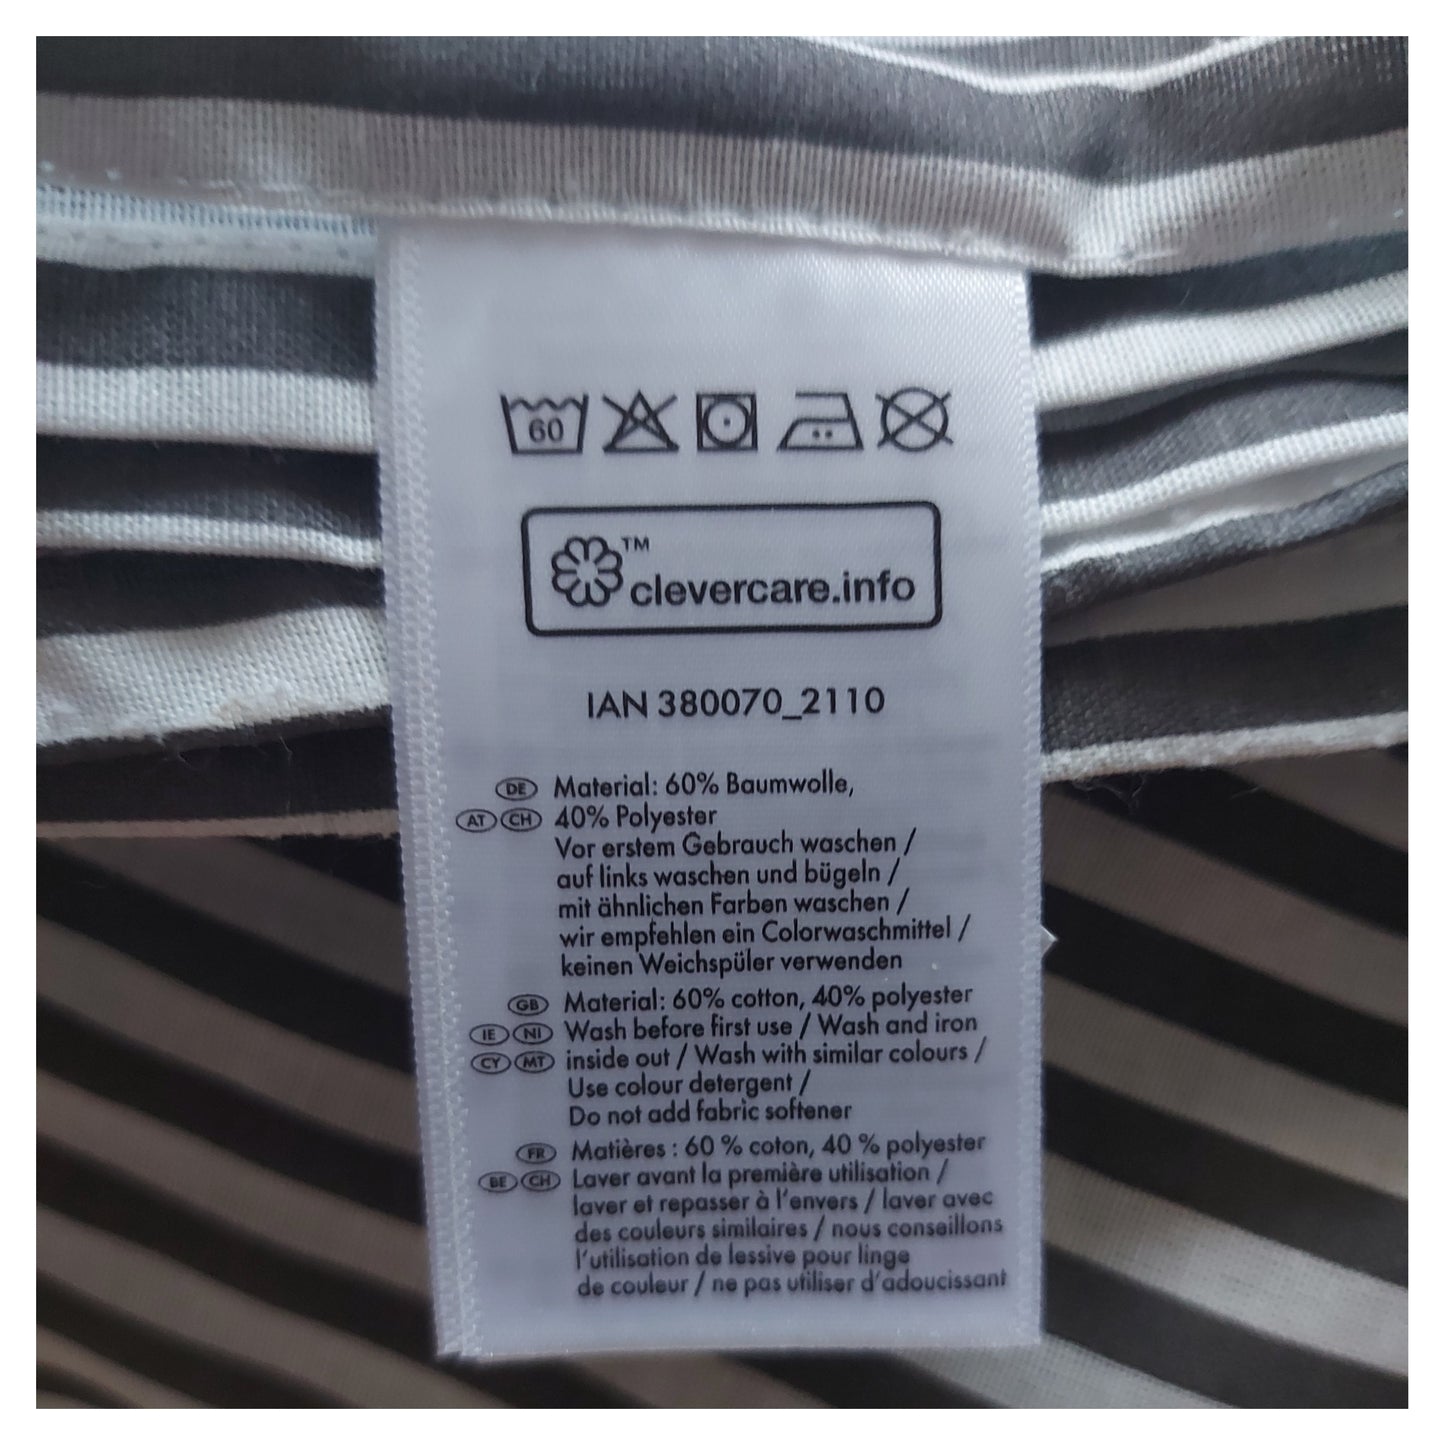 60
™
clevercare.info
IAN 380070_2110
DE Material: 60% Baumwolle,
AT CH 40% Polyester
Vor erstem Gebrauch waschen /
auf links waschen und bügeln /
mit ähnlichen Farben waschen /
wir empfehlen ein Colorwaschmittel /
keinen Weichspüler verwenden
GB Material: 60% cotton, 40% polyester
IE NI Wash before first use / Wash and iron
CY MT inside out / Wash with similar colours /
Use colour detergent /
Do not add fabric softener
FR Matières : 60 % coton, 40 % polyester
BE CH Laver avant la première utilisation /
laver et repasser à l'envers / laver avec
des couleurs similaires / nous conseillons
l'utilisation de lessive pour linge
de couleur / ne pas utiliser d'adoucissant